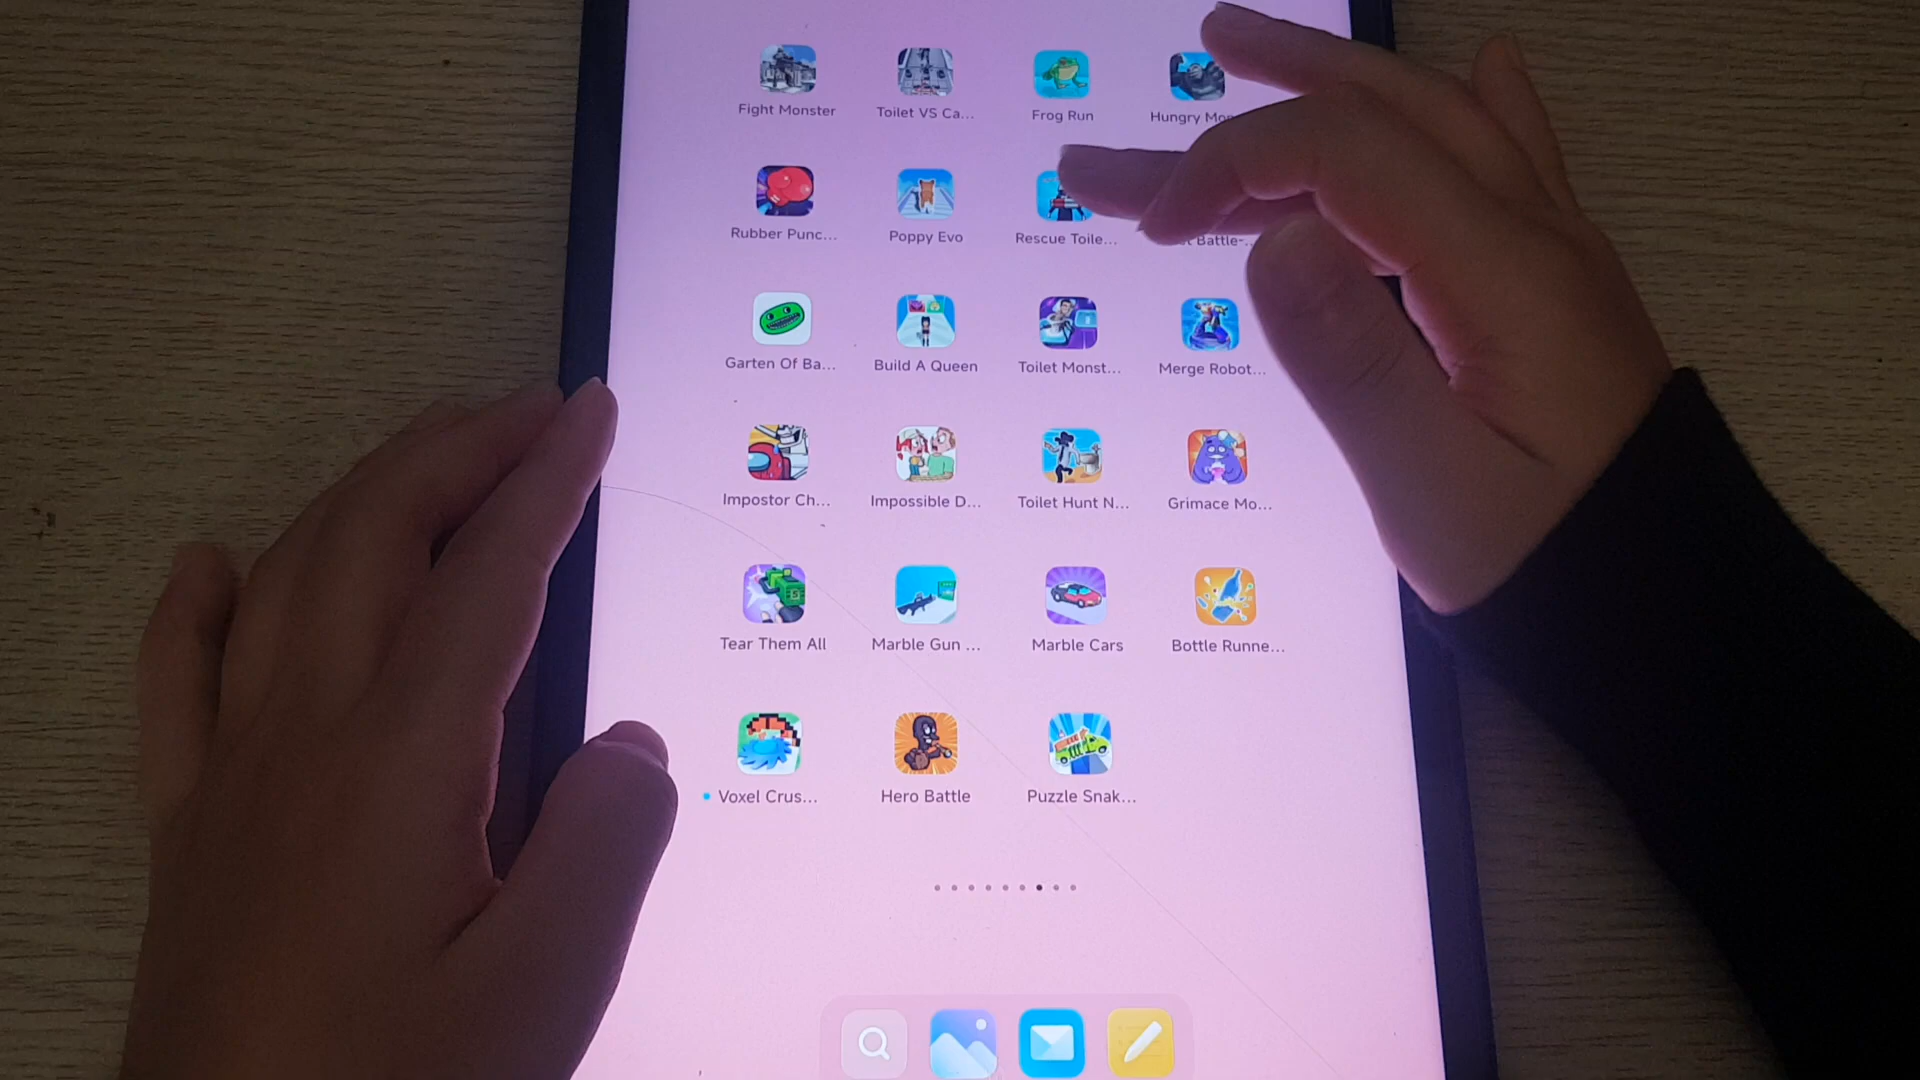 Fight Monster
Toilet VS Ca...
Frog Run
Hungry
Rubber Punc...
Poppy Evo
Rescue Toile...
Battle-...
Garten Of Ba...
Build A Queen
Toilet Monst...
Merge Robot...
Impostor Ch...
Impossible D...
Toilet Hunt N...
Grimace Mo...
Tear Them All
Marble Gun ...
Marble Cars
Bottle Runne...
Voxel Crus...
Hero Battle
Puzzle Snak...